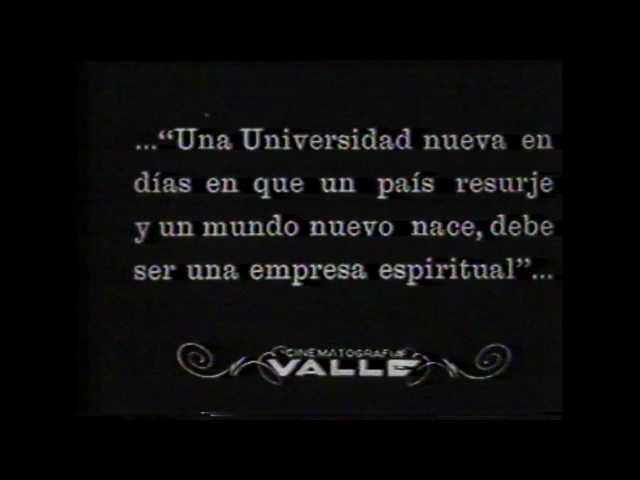 ..."Una Universidad nueva en
días en que un país resurje
y un mundo nuevo nace, debe
ser una empresa espiritual"...
CINEMATOGRAFIA
VALLE